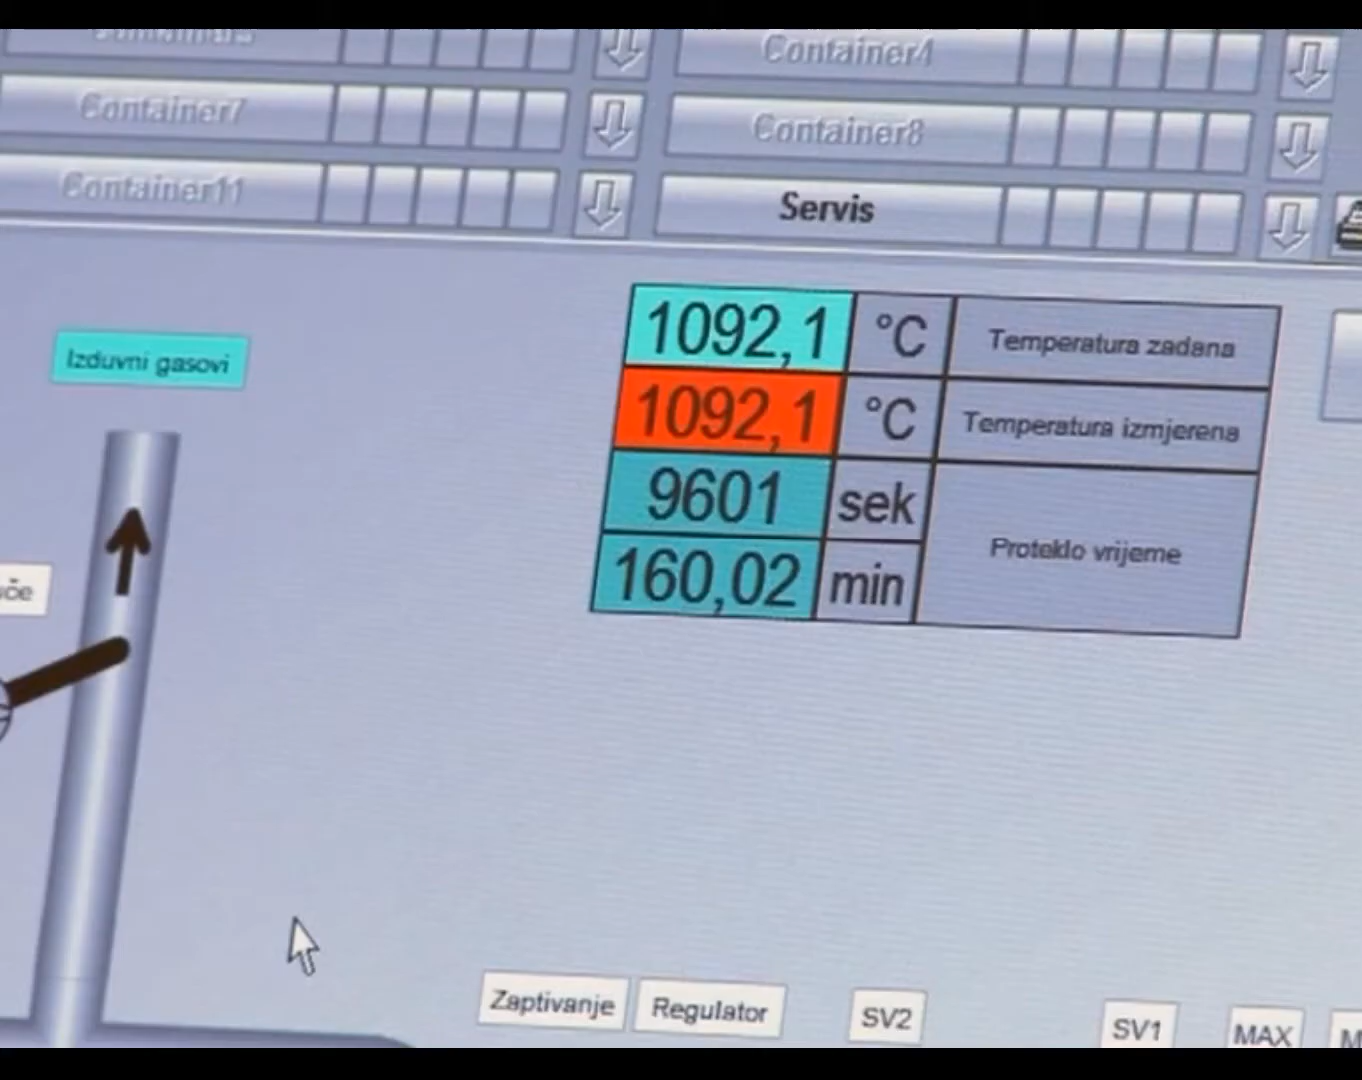 Container4
Container7
Container8
Container11
Servis
Izduvni gasovi
1092,1 °C Temperatura zadana
1092,1 °C Temperatura izmjerena
9601 sek
Proteklo vrijeme
160,02 min
Zaptivanje
Regulator
SV2
SV1
MAX